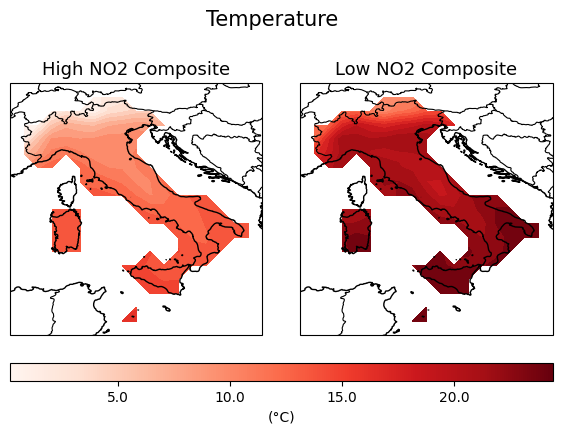 Temperature
High NO2 Composite
Low NO2 Composite
5.0 10.0 15.0 20.0
(°C)